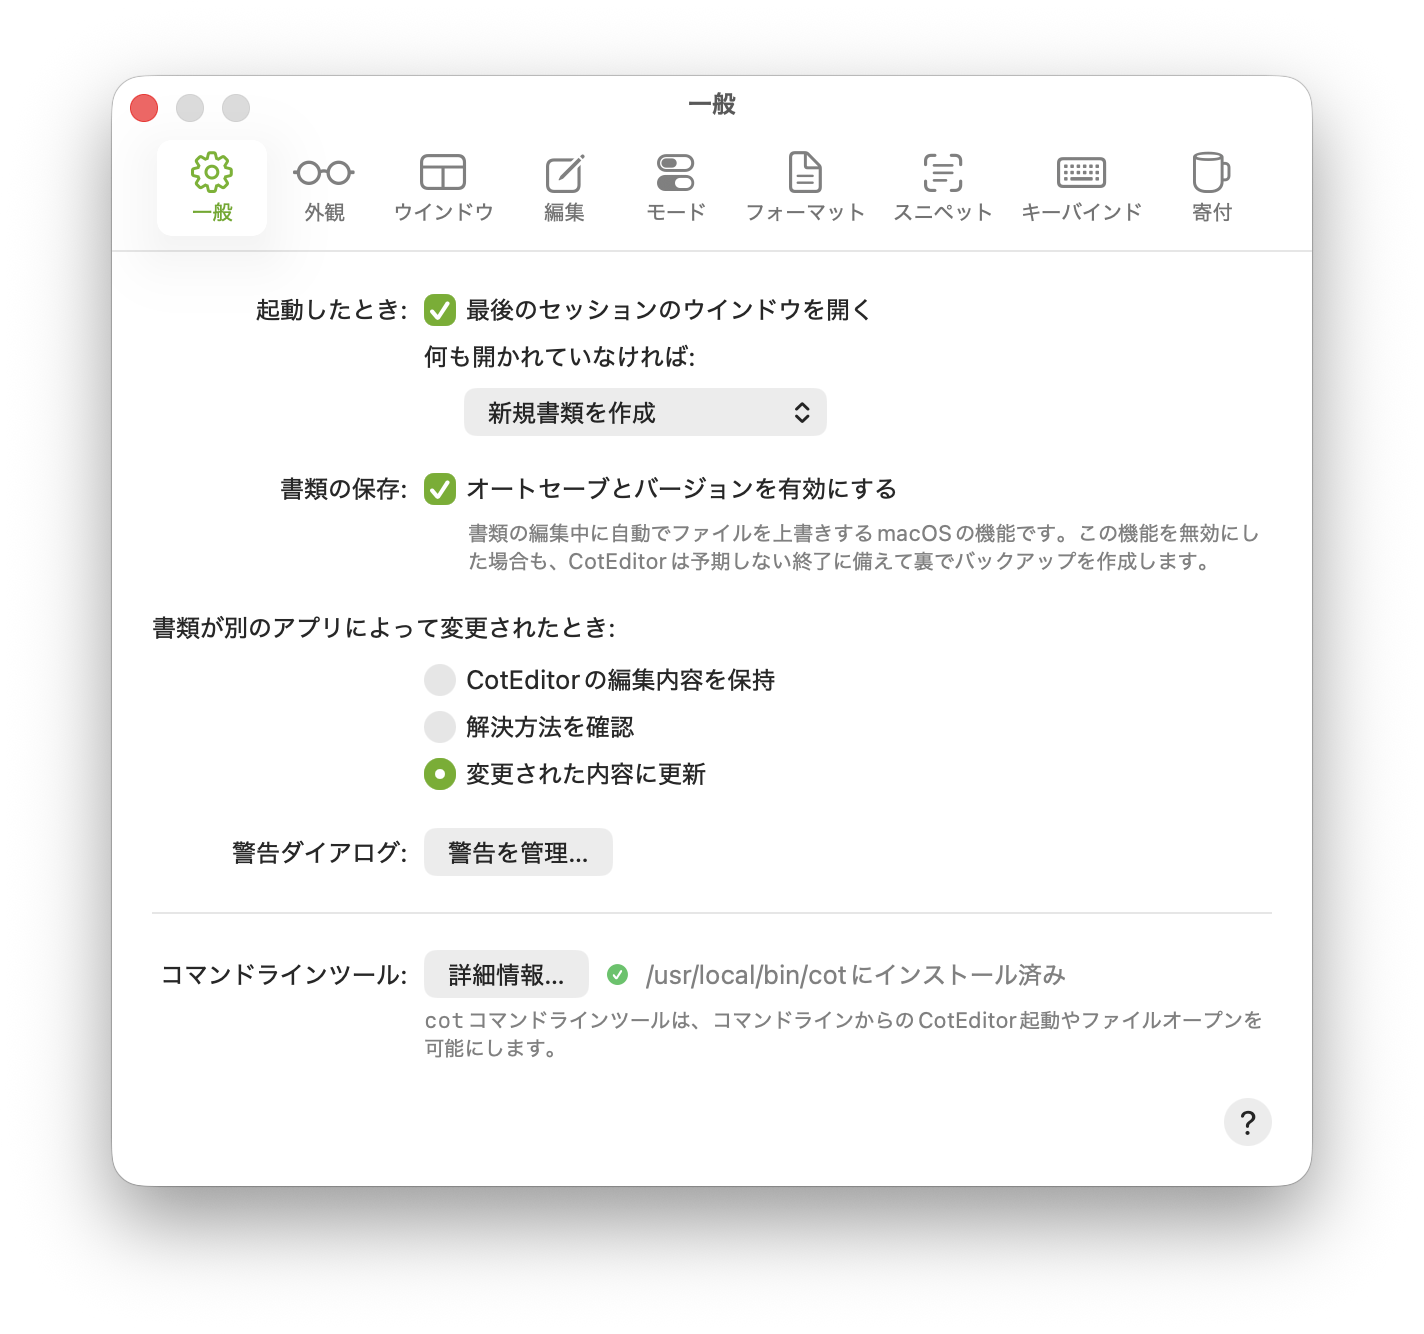 一般
一般
外観
ウインドウ
編集
モード
フォーマット
スニペット
キーバインド
寄付
起動したとき:
最後のセッションのウインドウを開く
何も開かれていなければ:
新規書類を作成
書類の保存:
オートセーブとバージョンを有効にする
書類の編集中に自動でファイルを上書きするmacOSの機能です。この機能を無効にし
た場合も、CotEditorは予期しない終了に備えて裏でバックアップを作成します。
書類が別のアプリによって変更されたとき:
CotEditorの編集内容を保持
解決方法を確認
変更された内容に更新
警告ダイアログ:
警告を管理...
コマンドラインツール:
詳細情報...
/usr/local/bin/cotにインストール済み
cotコマンドラインツールは、コマンドラインからのCotEditor起動やファイルオープンを
可能にします。
?